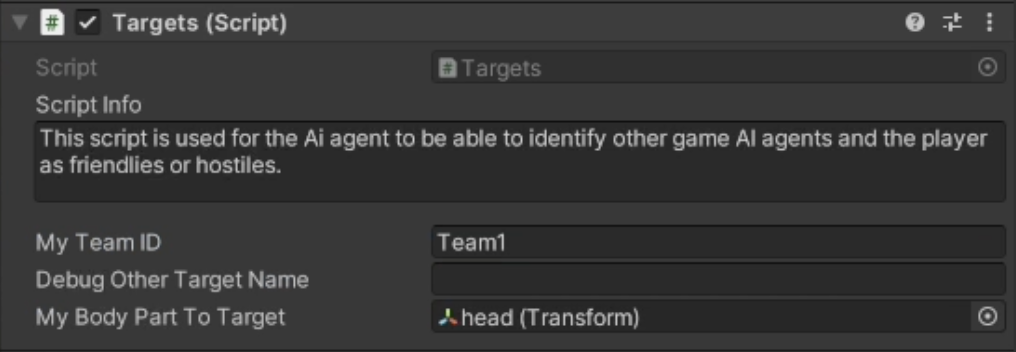 Targets (Script)
Script
Targets
Script Info
This script is used for the Ai agent to be able to identify other game AI agents and the player
as friendlies or hostiles.
My Team ID
Team1
Debug Other Target Name
My Body Part To Target
head (Transform)